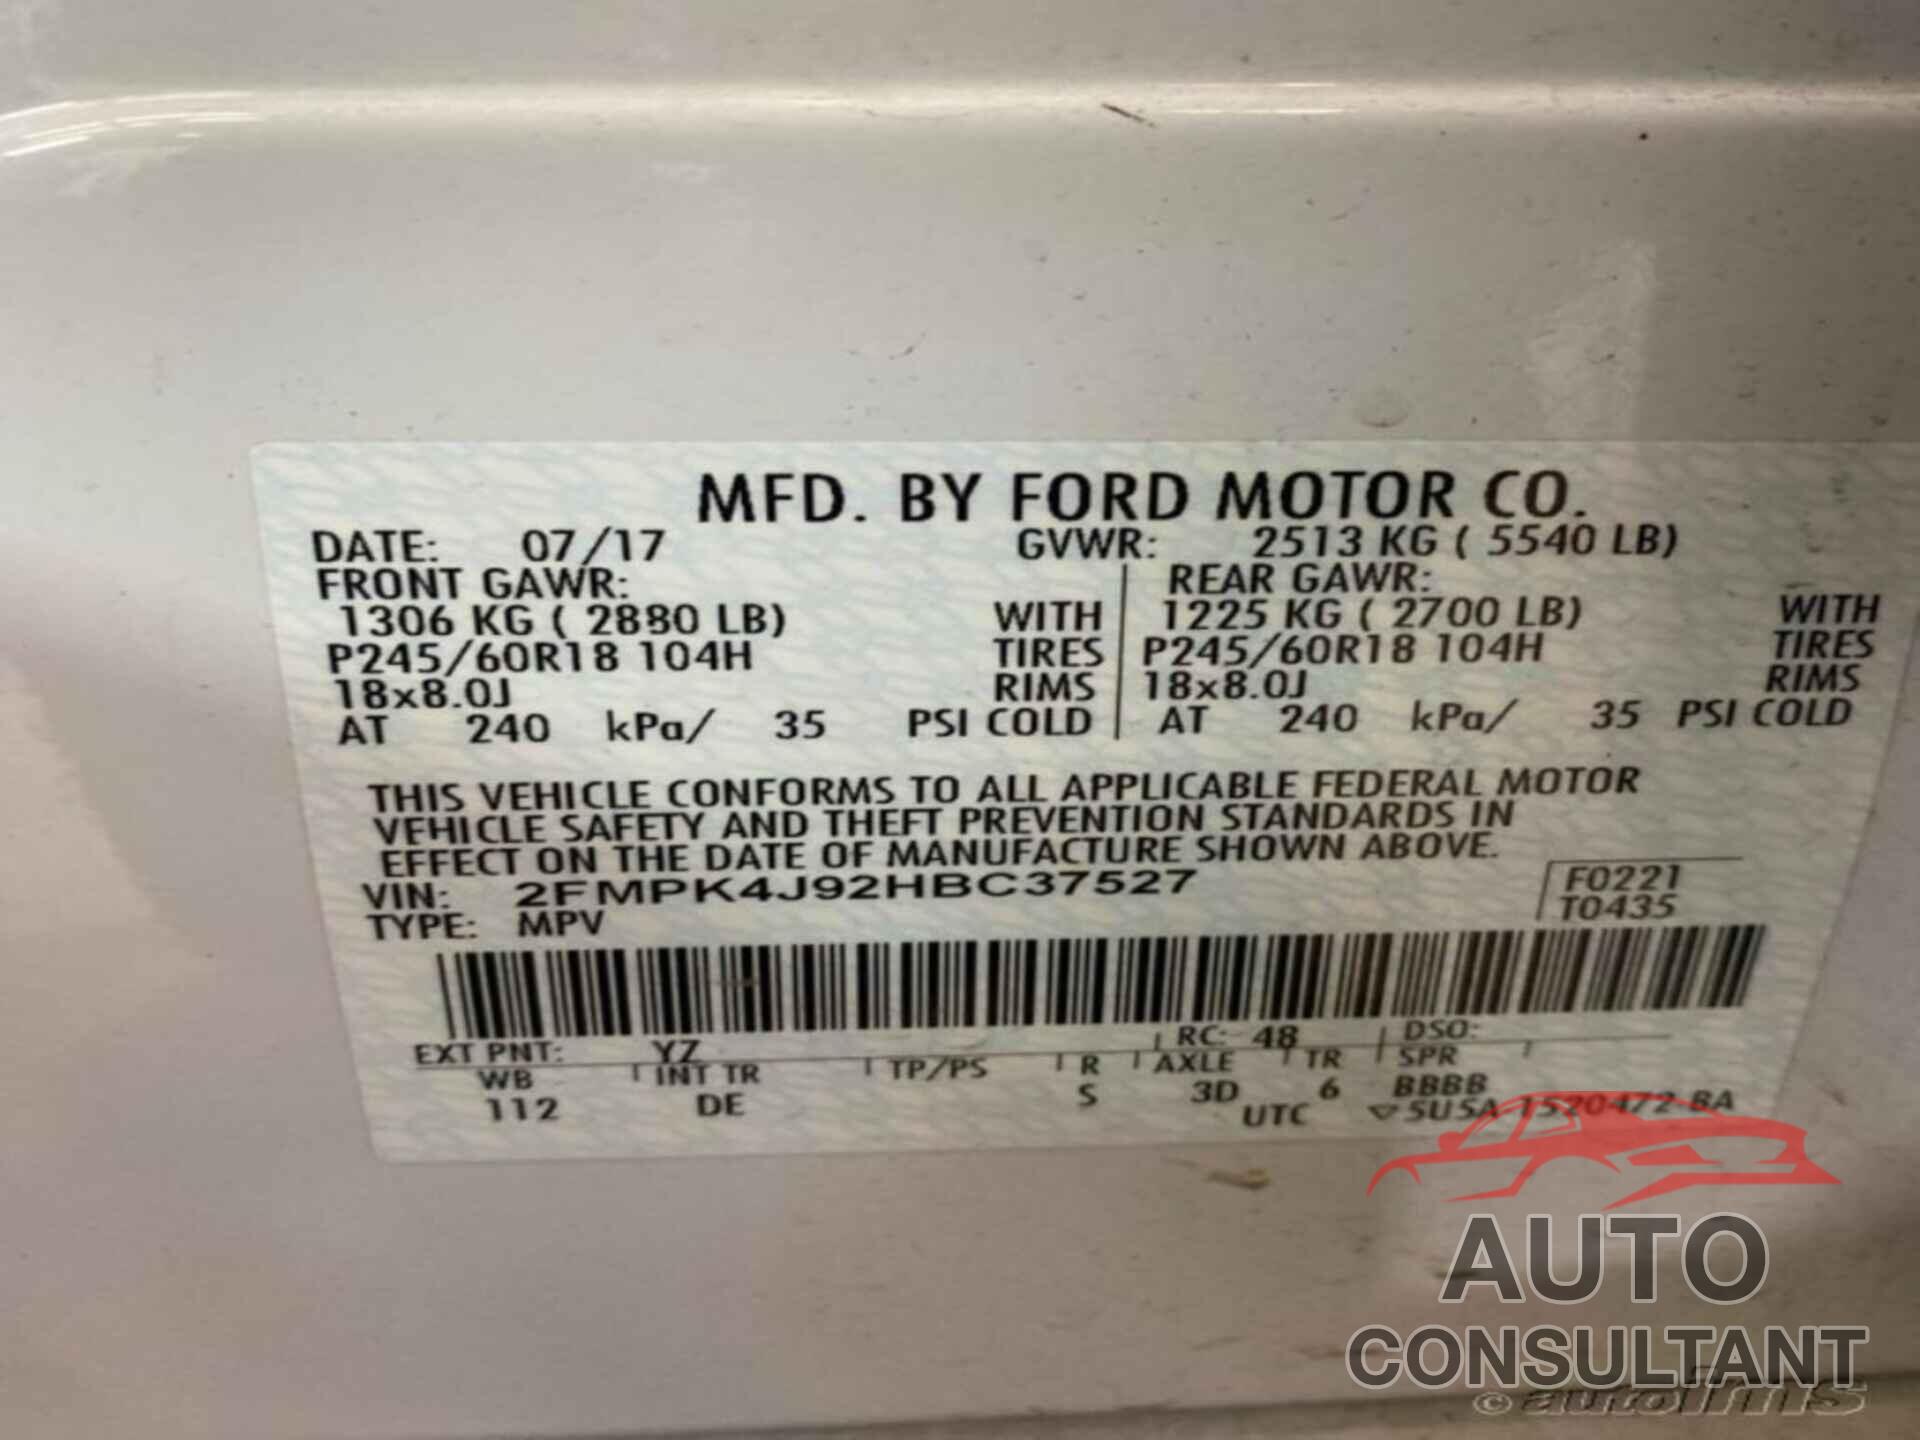 MFD. BY FORD MOTOR CO.
DATE: 07/17 GVWR: 2513 KG ( 5540 LB)
FRONT GAWR: REAR GAWR:
1306 KG ( 2880 LB) WITH 1225 KG ( 2700 LB) WITH
P245/60R18 104H TIRES P245/60R18 104H TIRES
18x8.0J RIMS 18x8.0J RIMS
AT 240 kPa/ 35 PSI COLD AT 240 kPa/ 35 PSI COLD
THIS VEHICLE CONFORMS TO ALL APPLICABLE FEDERAL MOTOR
VEHICLE SAFETY AND THEFT PREVENTION STANDARDS IN
EFFECT ON THE DATE OF MANUFACTURE SHOWN ABOVE.
VIN: 2FMPK4J92HBC37527 F0221
TYPE: MPV T0435
EXT PNT: YZ RC: 48 DSO:
WB INT TR TP/PS R AXLE TR SPR
112 DE S 3D 6 BBBB
UTC ▽5U5A 1520472 BA
AUTO
CONSULTANT
© autoims